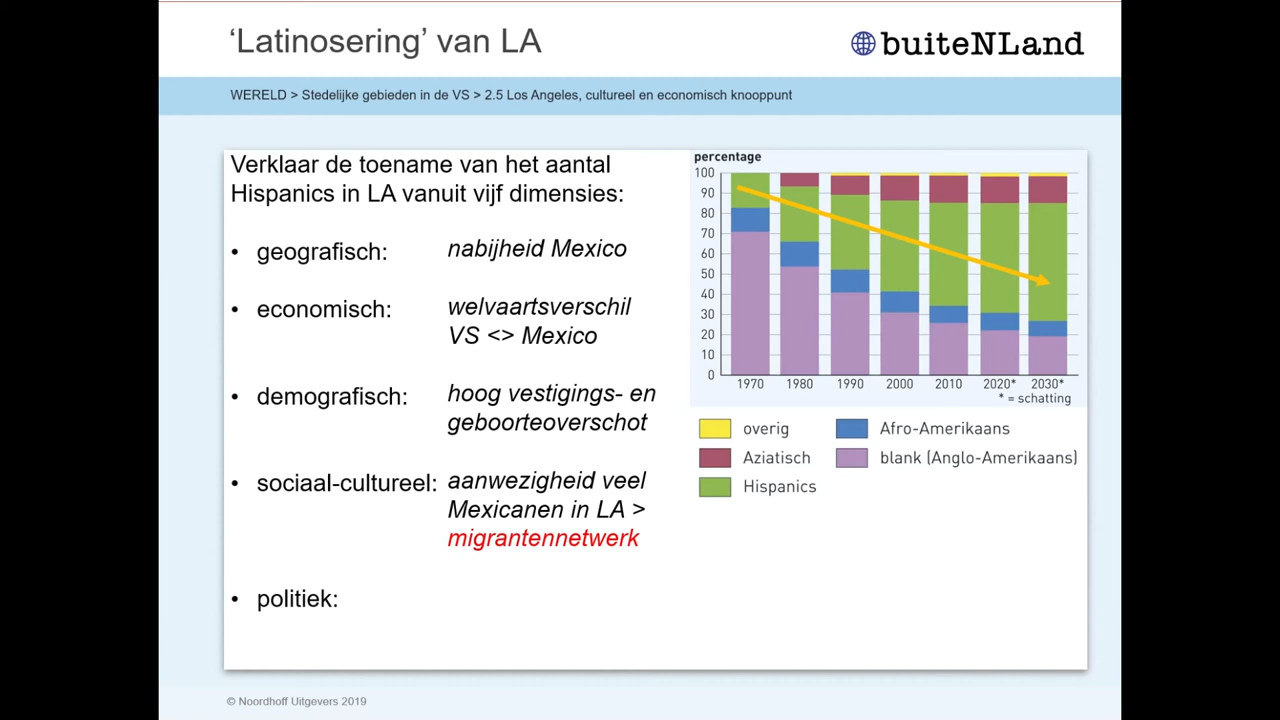 ‘Latinosering’ van LA
buiteNLand
WERELD > Stedelijke gebieden in de VS > 2.5 Los Angeles, cultureel en economisch knooppunt
Verklaar de toename van het aantal
Hispanics in LA vanuit vijf dimensies:
• geografisch: nabijheid Mexico
• economisch: welvaartsverschil
VS <> Mexico
• demografisch: hoog vestigings- en
geboorteoverschot
• sociaal-cultureel: aanwezigheid veel
Mexicanen in LA >
migrantennetwerk
• politiek:
percentage
100
90
80
70
60
50
40
30
20
10
0
1970 1980 1990 2000 2010 2020* 2030*
* = schatting
overig Afro-Amerikaans
Aziatisch blank (Anglo-Amerikaans)
Hispanics
© Noordhoff Uitgevers 2019